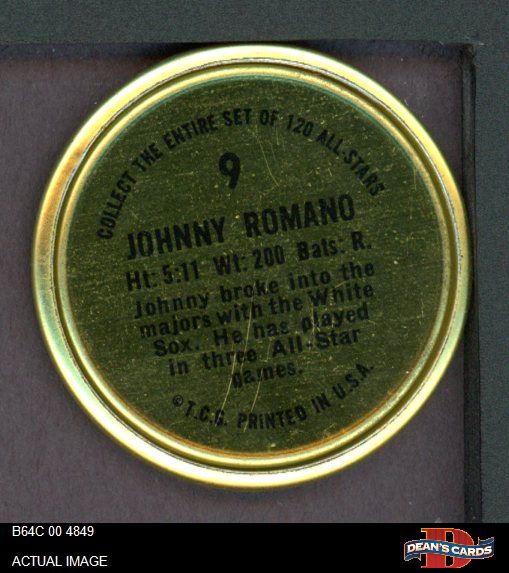 COLLECT THE ENTIRE SET OF 120 ALL-STARS
9
JOHNNY ROMANO
Ht: 5:11 Wt: 200 Bats: R.
Johnny broke into the
majors with the White
Sox. He has played
in three All-Star
games.
© T.C.G. PRINTED IN U.S.A.
B64C 00 4849
ACTUAL IMAGE
D
DEAN'S CARDS